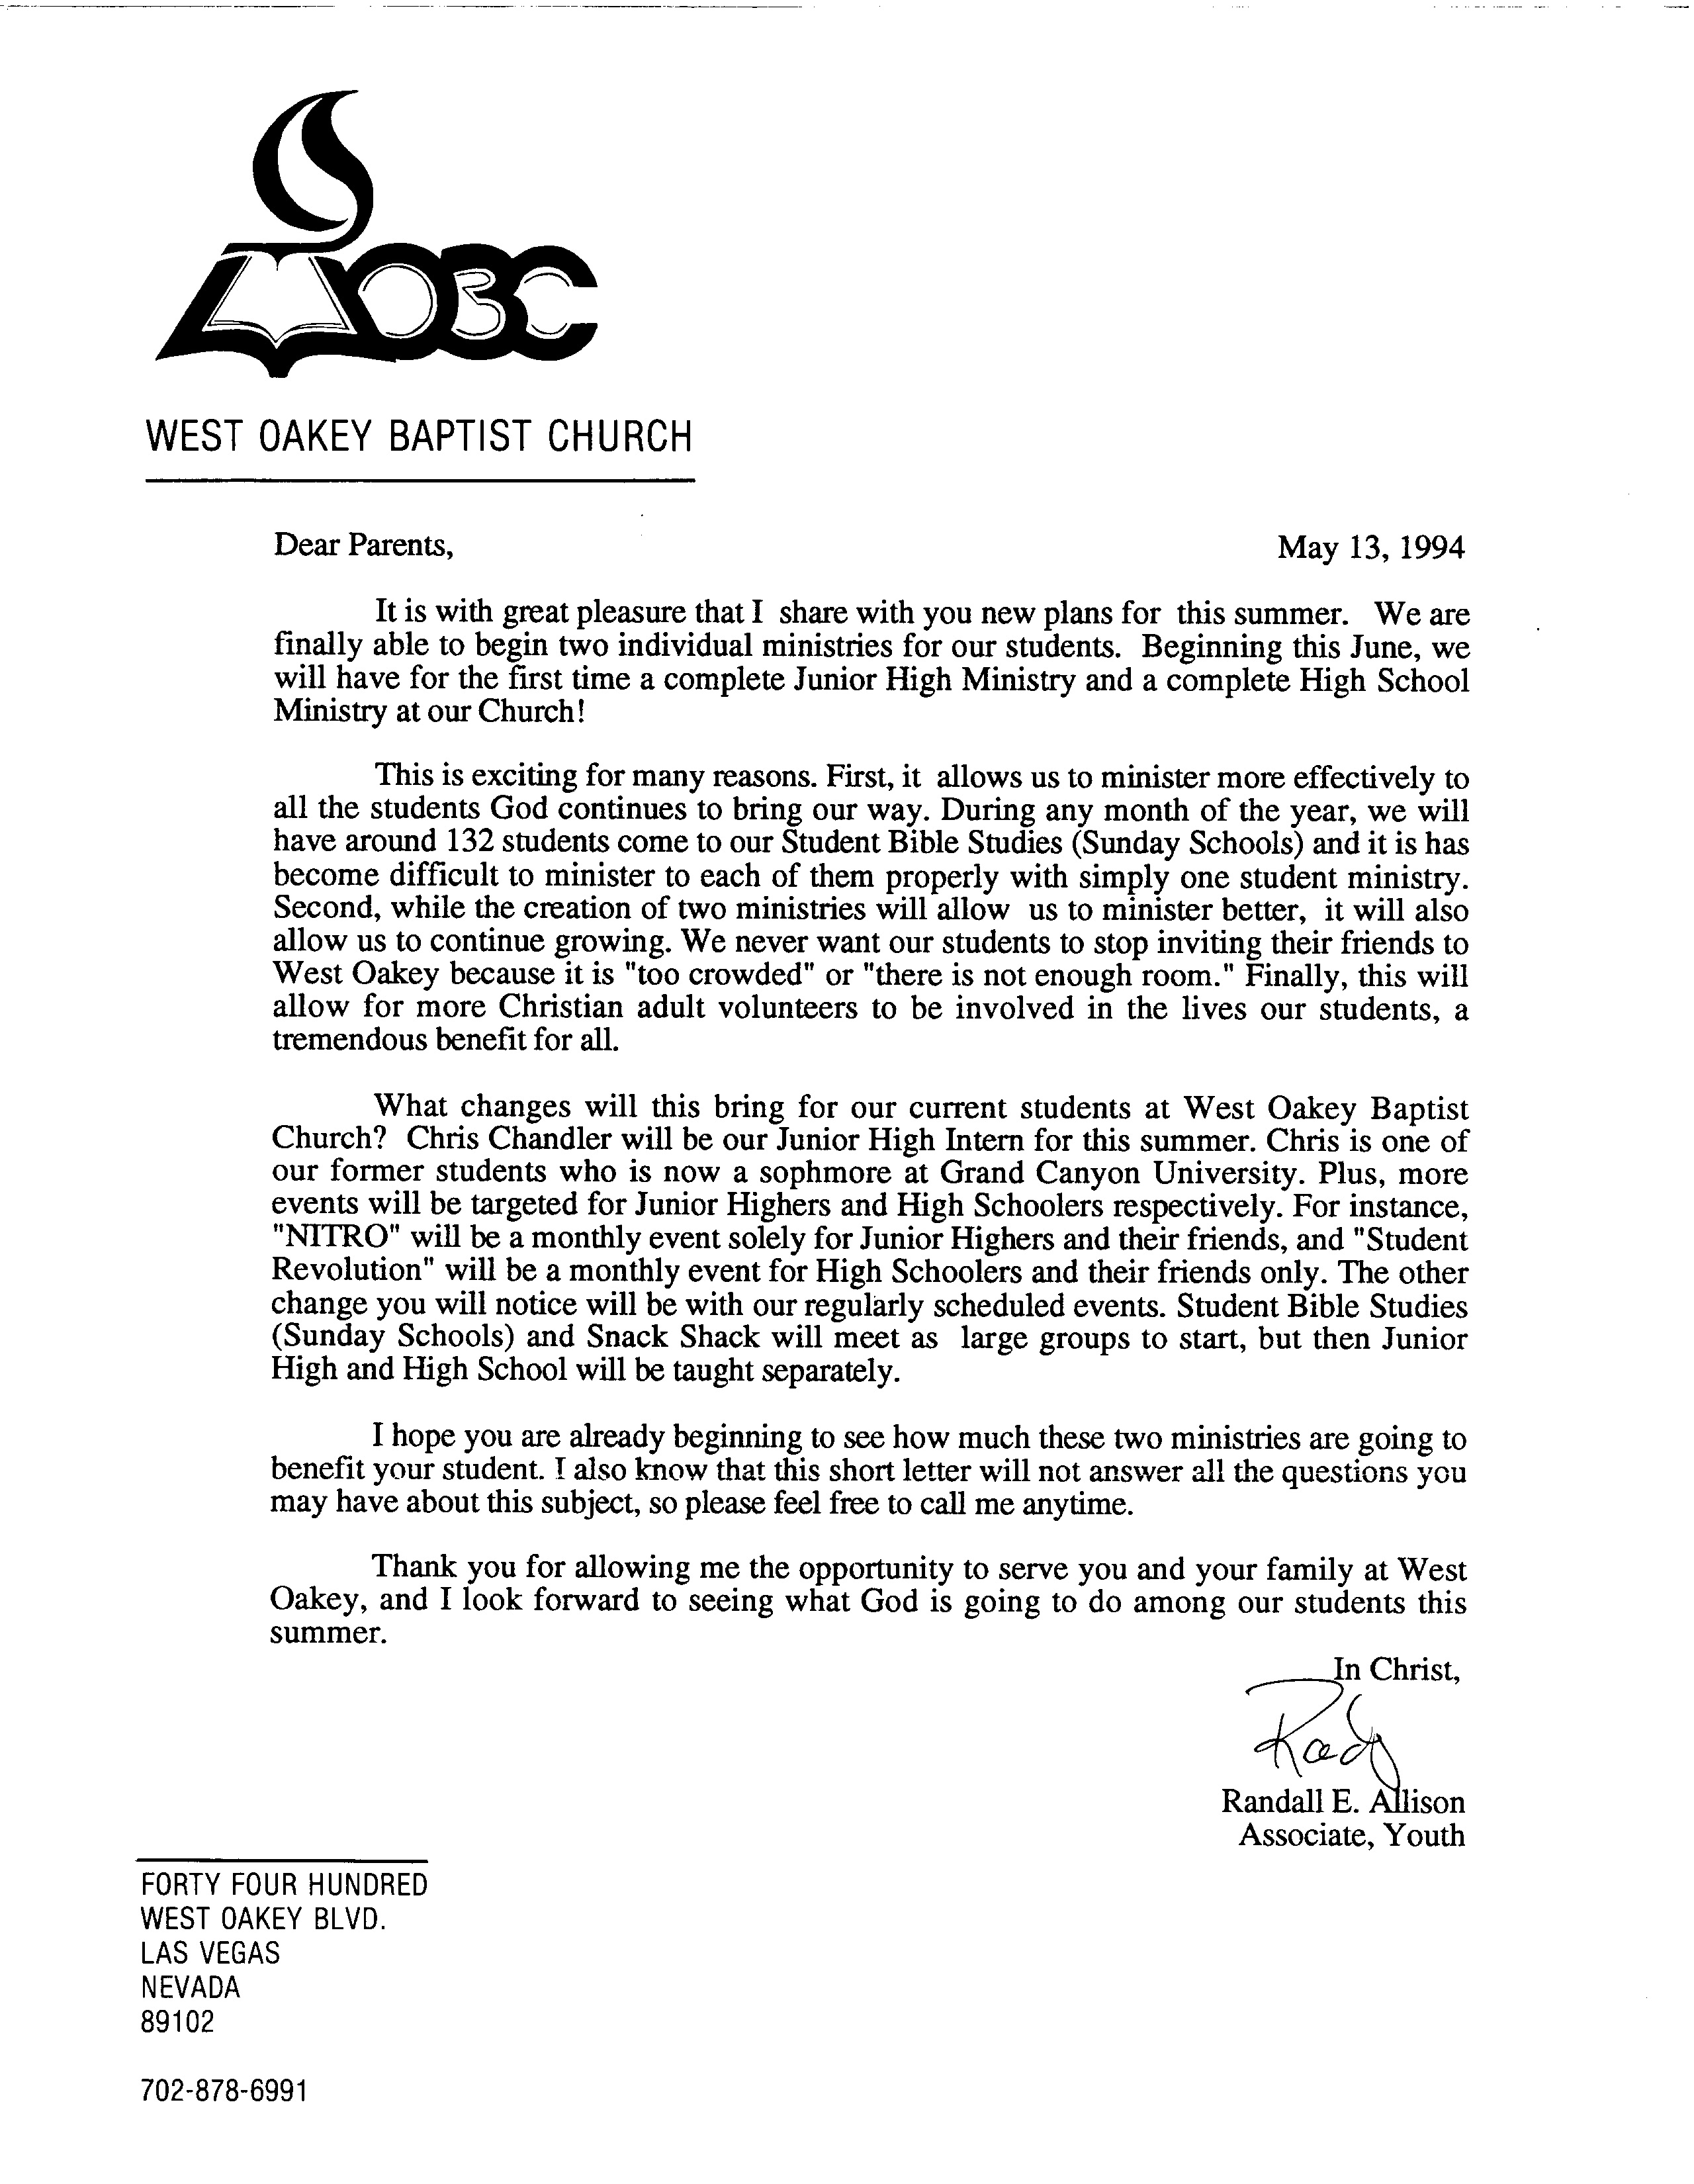 WOBC
WEST OAKEY BAPTIST CHURCH
Dear Parents, May 13, 1994
It is with great pleasure that I share with you new plans for this summer. We are
finally able to begin two individual ministries for our students. Beginning this June, we
will have for the first time a complete Junior High Ministry and a complete High School
Ministry at our Church!
This is exciting for many reasons. First, it allows us to minister more effectively to
all the students God continues to bring our way. During any month of the year, we will
have around 132 students come to our Student Bible Studies (Sunday Schools) and it is has
become difficult to minister to each of them properly with simply one student ministry.
Second, while the creation of two ministries will allow us to minister better, it will also
allow us to continue growing. We never want our students to stop inviting their friends to
West Oakey because it is "too crowded" or "there is not enough room." Finally, this will
allow for more Christian adult volunteers to be involved in the lives our students, a
tremendous benefit for all.
What changes will this bring for our current students at West Oakey Baptist
Church? Chris Chandler will be our Junior High Intern for this summer. Chris is one of
our former students who is now a sophmore at Grand Canyon University. Plus, more
events will be targeted for Junior Highers and High Schoolers respectively. For instance,
"NITRO" will be a monthly event solely for Junior Highers and their friends, and "Student
Revolution" will be a monthly event for High Schoolers and their friends only. The other
change you will notice will be with our regularly scheduled events. Student Bible Studies
(Sunday Schools) and Snack Shack will meet as large groups to start, but then Junior
High and High School will be taught separately.
I hope you are already beginning to see how much these two ministries are going to
benefit your student. I also know that this short letter will not answer all the questions you
may have about this subject, so please feel free to call me anytime.
Thank you for allowing me the opportunity to serve you and your family at West
Oakey, and I look forward to seeing what God is going to do among our students this
summer.
In Christ,
Randall E. Allison
Associate, Youth
FORTY FOUR HUNDRED
WEST OAKEY BLVD.
LAS VEGAS
NEVADA
89102
702-878-6991